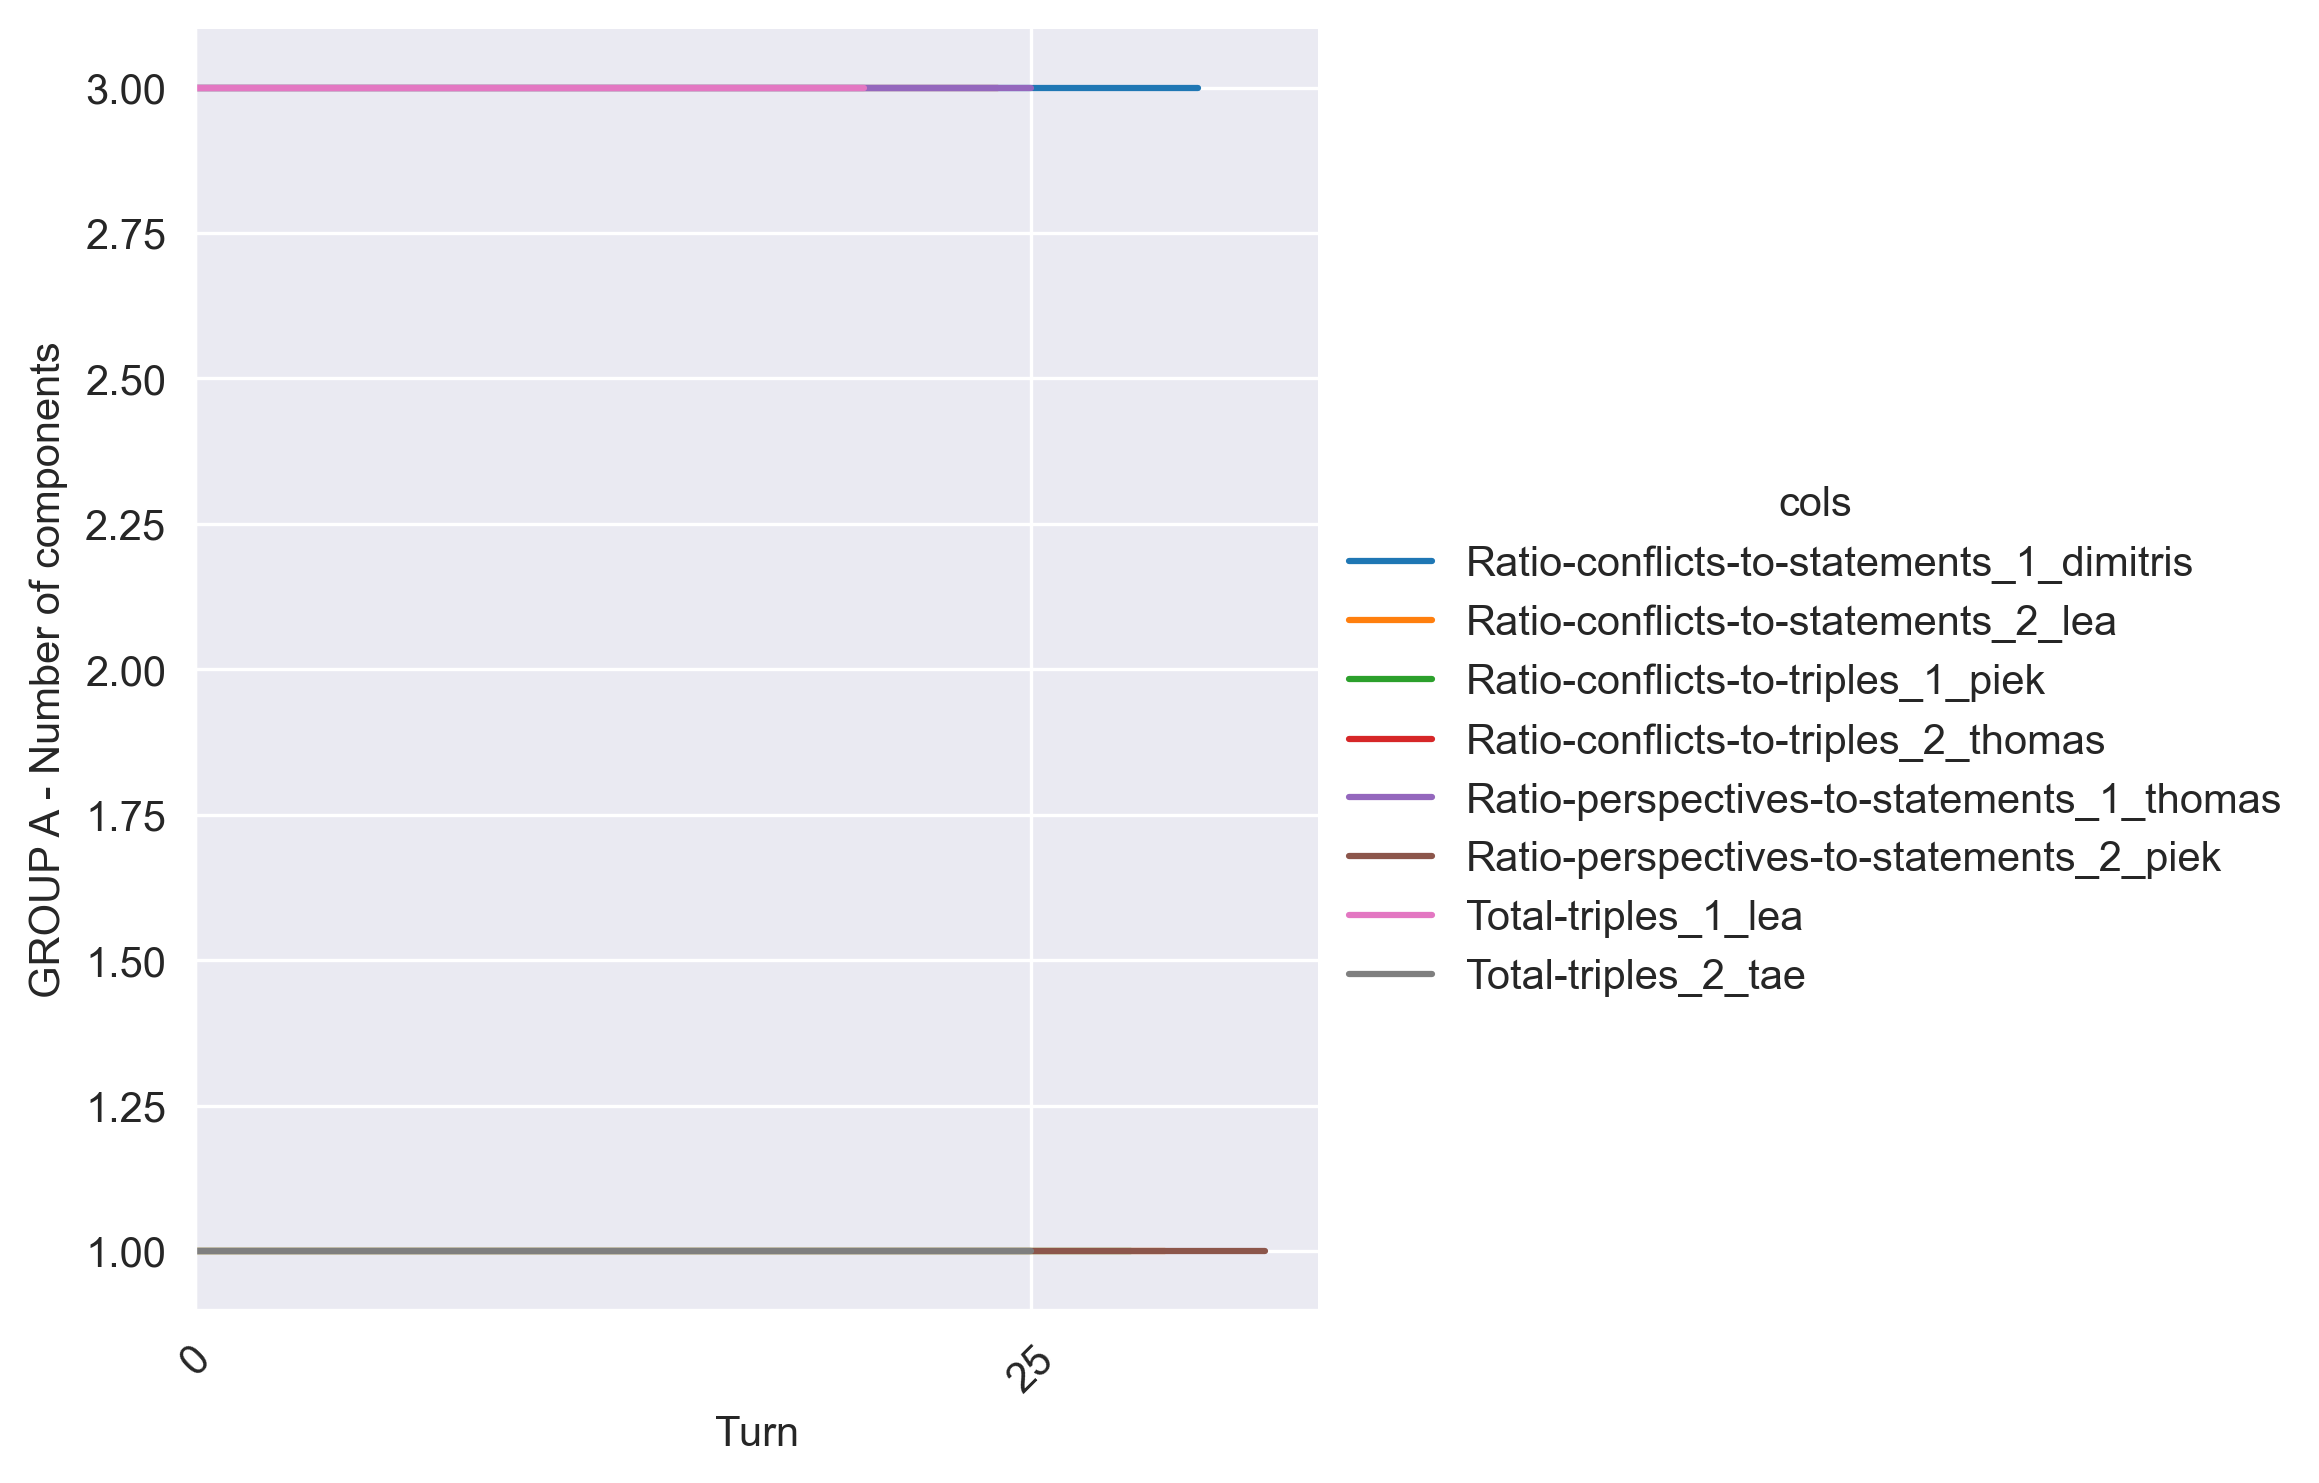 3.00
2.75
2.50
2.25
2.00
1.75
1.50
1.25
1.00
GROUP A - Number of components
0
25
Turn
cols
Ratio-conflicts-to-statements_1_dimitris
Ratio-conflicts-to-statements_2_lea
Ratio-conflicts-to-triples_1_piek
Ratio-conflicts-to-triples_2_thomas
Ratio-perspectives-to-statements_1_thomas
Ratio-perspectives-to-statements_2_piek
Total-triples_1_lea
Total-triples_2_tae